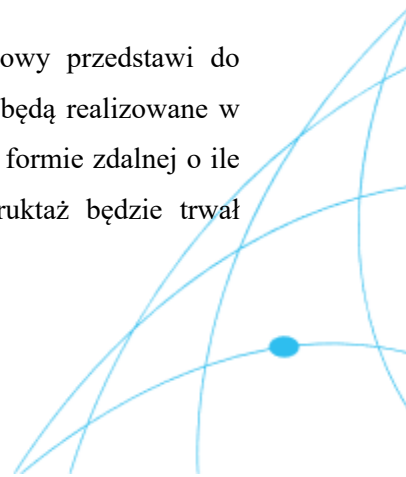 owy przedstawi do
będą realizowane w
formie zdalnej o ile
ruktaż będzie trwał